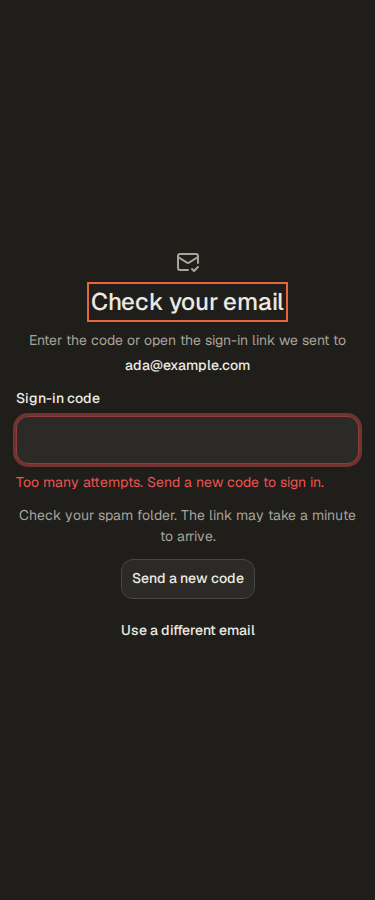 Check your email
Enter the code or open the sign-in link we sent to
ada@example.com
Sign-in code
Too many attempts. Send a new code to sign in.
Check your spam folder. The link may take a minute
to arrive.
Send a new code
Use a different email